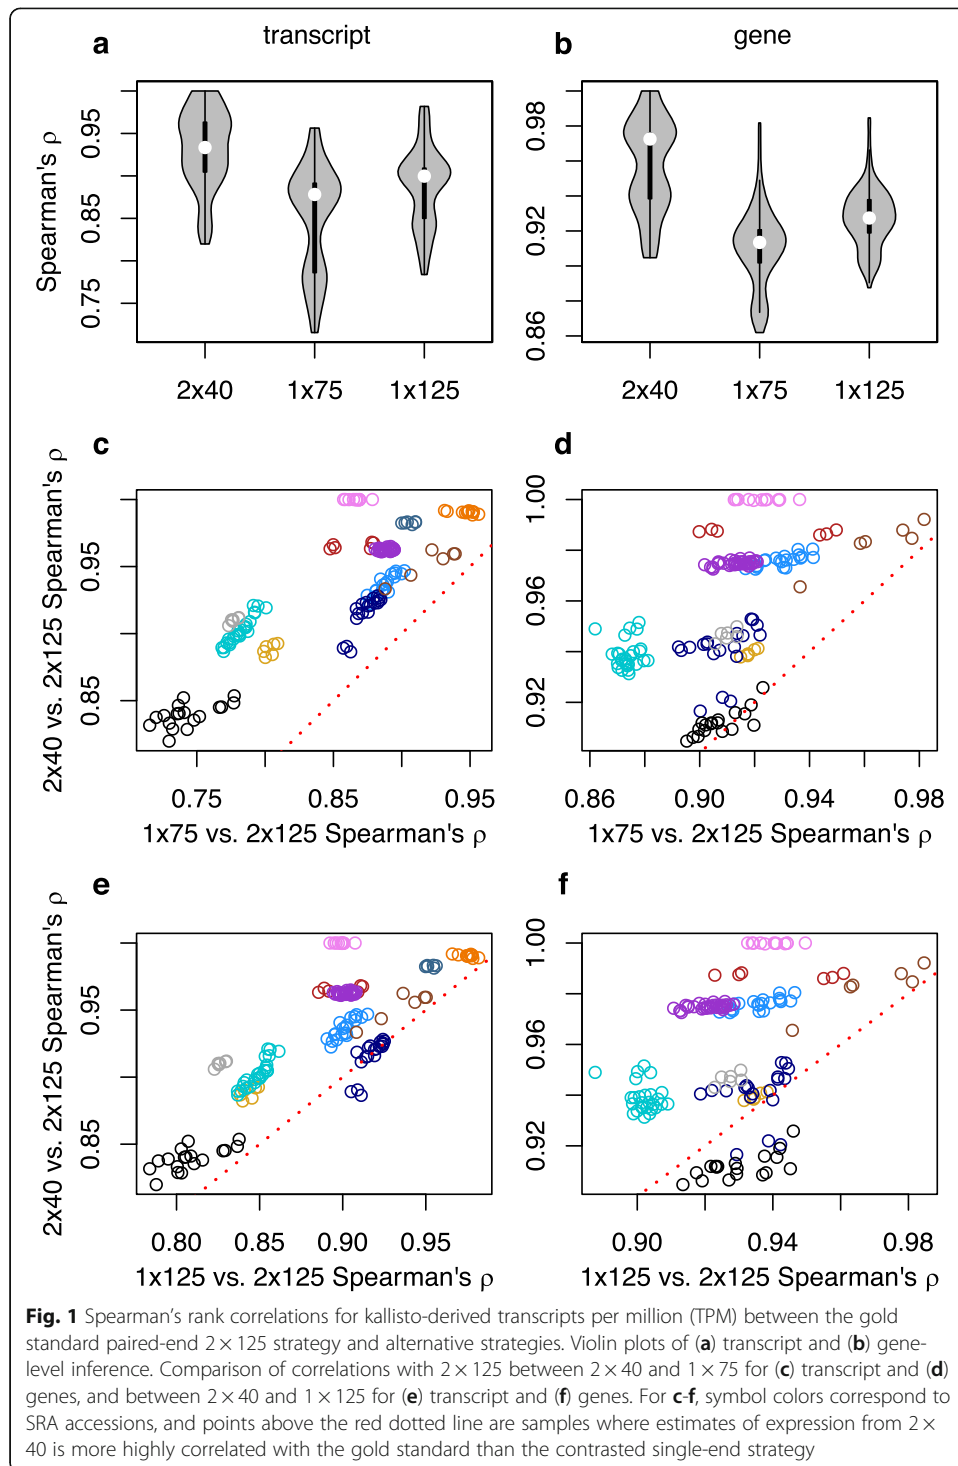 a
transcript
b
gene
Spearman's ρ
0.95
0.85
0.75
2x40
1x75
1x125
0.98
0.92
0.86
2x40
1x75
1x125
c
2x40 vs. 2x125 Spearman's ρ
0.95
0.85
0.75
0.85
0.95
1x75 vs. 2x125 Spearman's ρ
d
1.00
0.96
0.92
0.86
0.90
0.94
0.98
1x75 vs. 2x125 Spearman's ρ
e
2x40 vs. 2x125 Spearman's ρ
0.95
0.85
0.80
0.85
0.90
0.95
1x125 vs. 2x125 Spearman's ρ
f
1.00
0.96
0.92
0.90
0.94
0.98
1x125 vs. 2x125 Spearman's ρ
Fig. 1 Spearman's rank correlations for kallisto-derived transcripts per million (TPM) between the gold
standard paired-end 2 × 125 strategy and alternative strategies. Violin plots of (a) transcript and (b) gene-
level inference. Comparison of correlations with 2 × 125 between 2 × 40 and 1 × 75 for (c) transcript and (d)
genes, and between 2 × 40 and 1 × 125 for (e) transcript and (f) genes. For c-f, symbol colors correspond to
SRA accessions, and points above the red dotted line are samples where estimates of expression from 2 ×
40 is more highly correlated with the gold standard than the contrasted single-end strategy